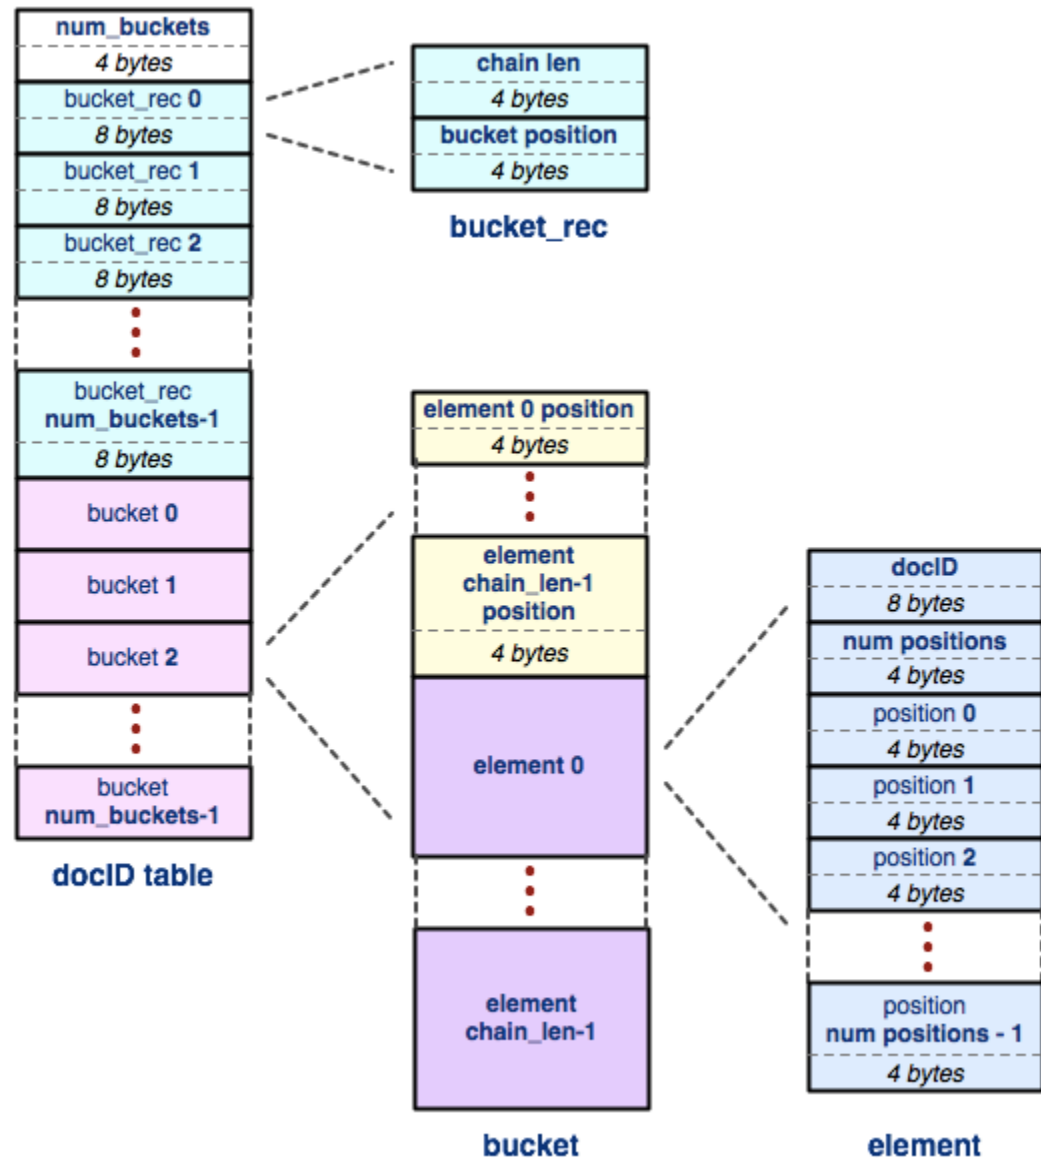 num_buckets
4 bytes
bucket_rec 0
8 bytes
bucket_rec 1
8 bytes
bucket_rec 2
8 bytes
bucket_rec
num_buckets-1
8 bytes
bucket 0
bucket 1
bucket 2
bucket
num_buckets-1
docID table
chain len
4 bytes
bucket position
4 bytes
bucket_rec
element 0 position
4 bytes
element
chain_len-1
position
4 bytes
element 0
element
chain_len-1
bucket
docID
8 bytes
num positions
4 bytes
position 0
4 bytes
position 1
4 bytes
position 2
4 bytes
position
num positions - 1
4 bytes
element